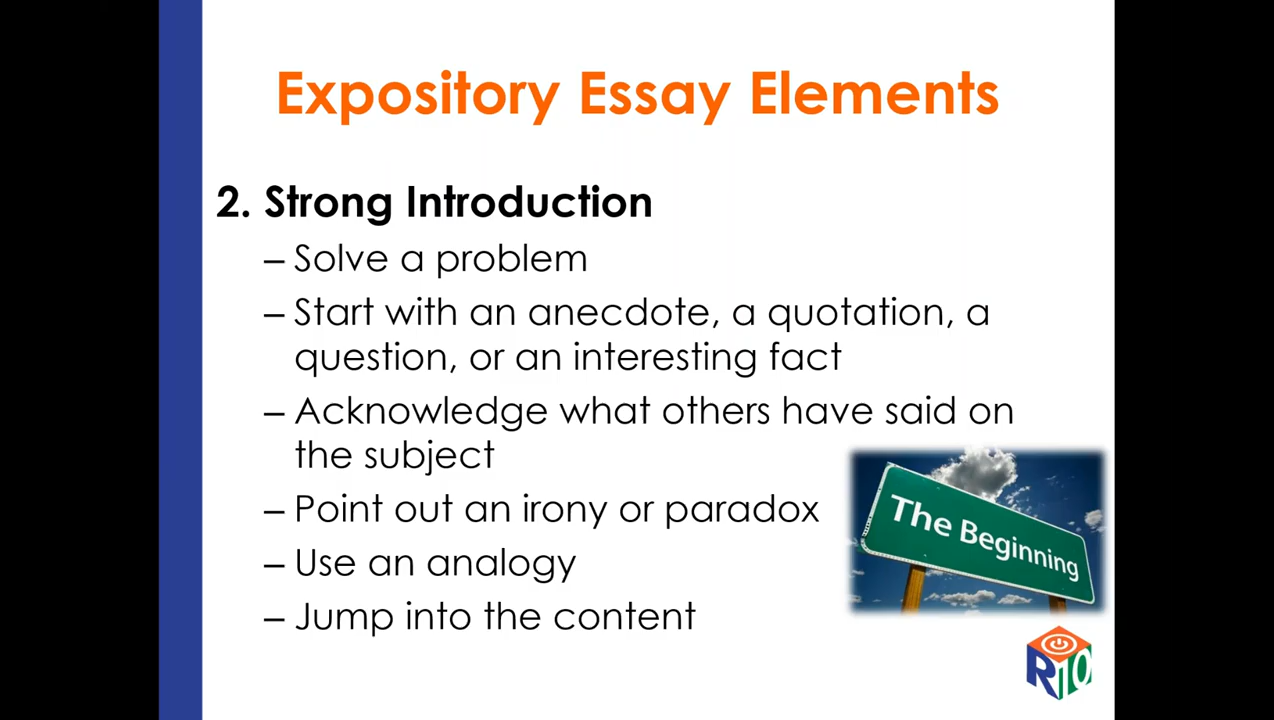 Expository Essay Elements
2. Strong Introduction
– Solve a problem
– Start with an anecdote, a quotation, a
question, or an interesting fact
– Acknowledge what others have said on
the subject
– Point out an irony or paradox
– Use an analogy
– Jump into the content
The Beginning
R10